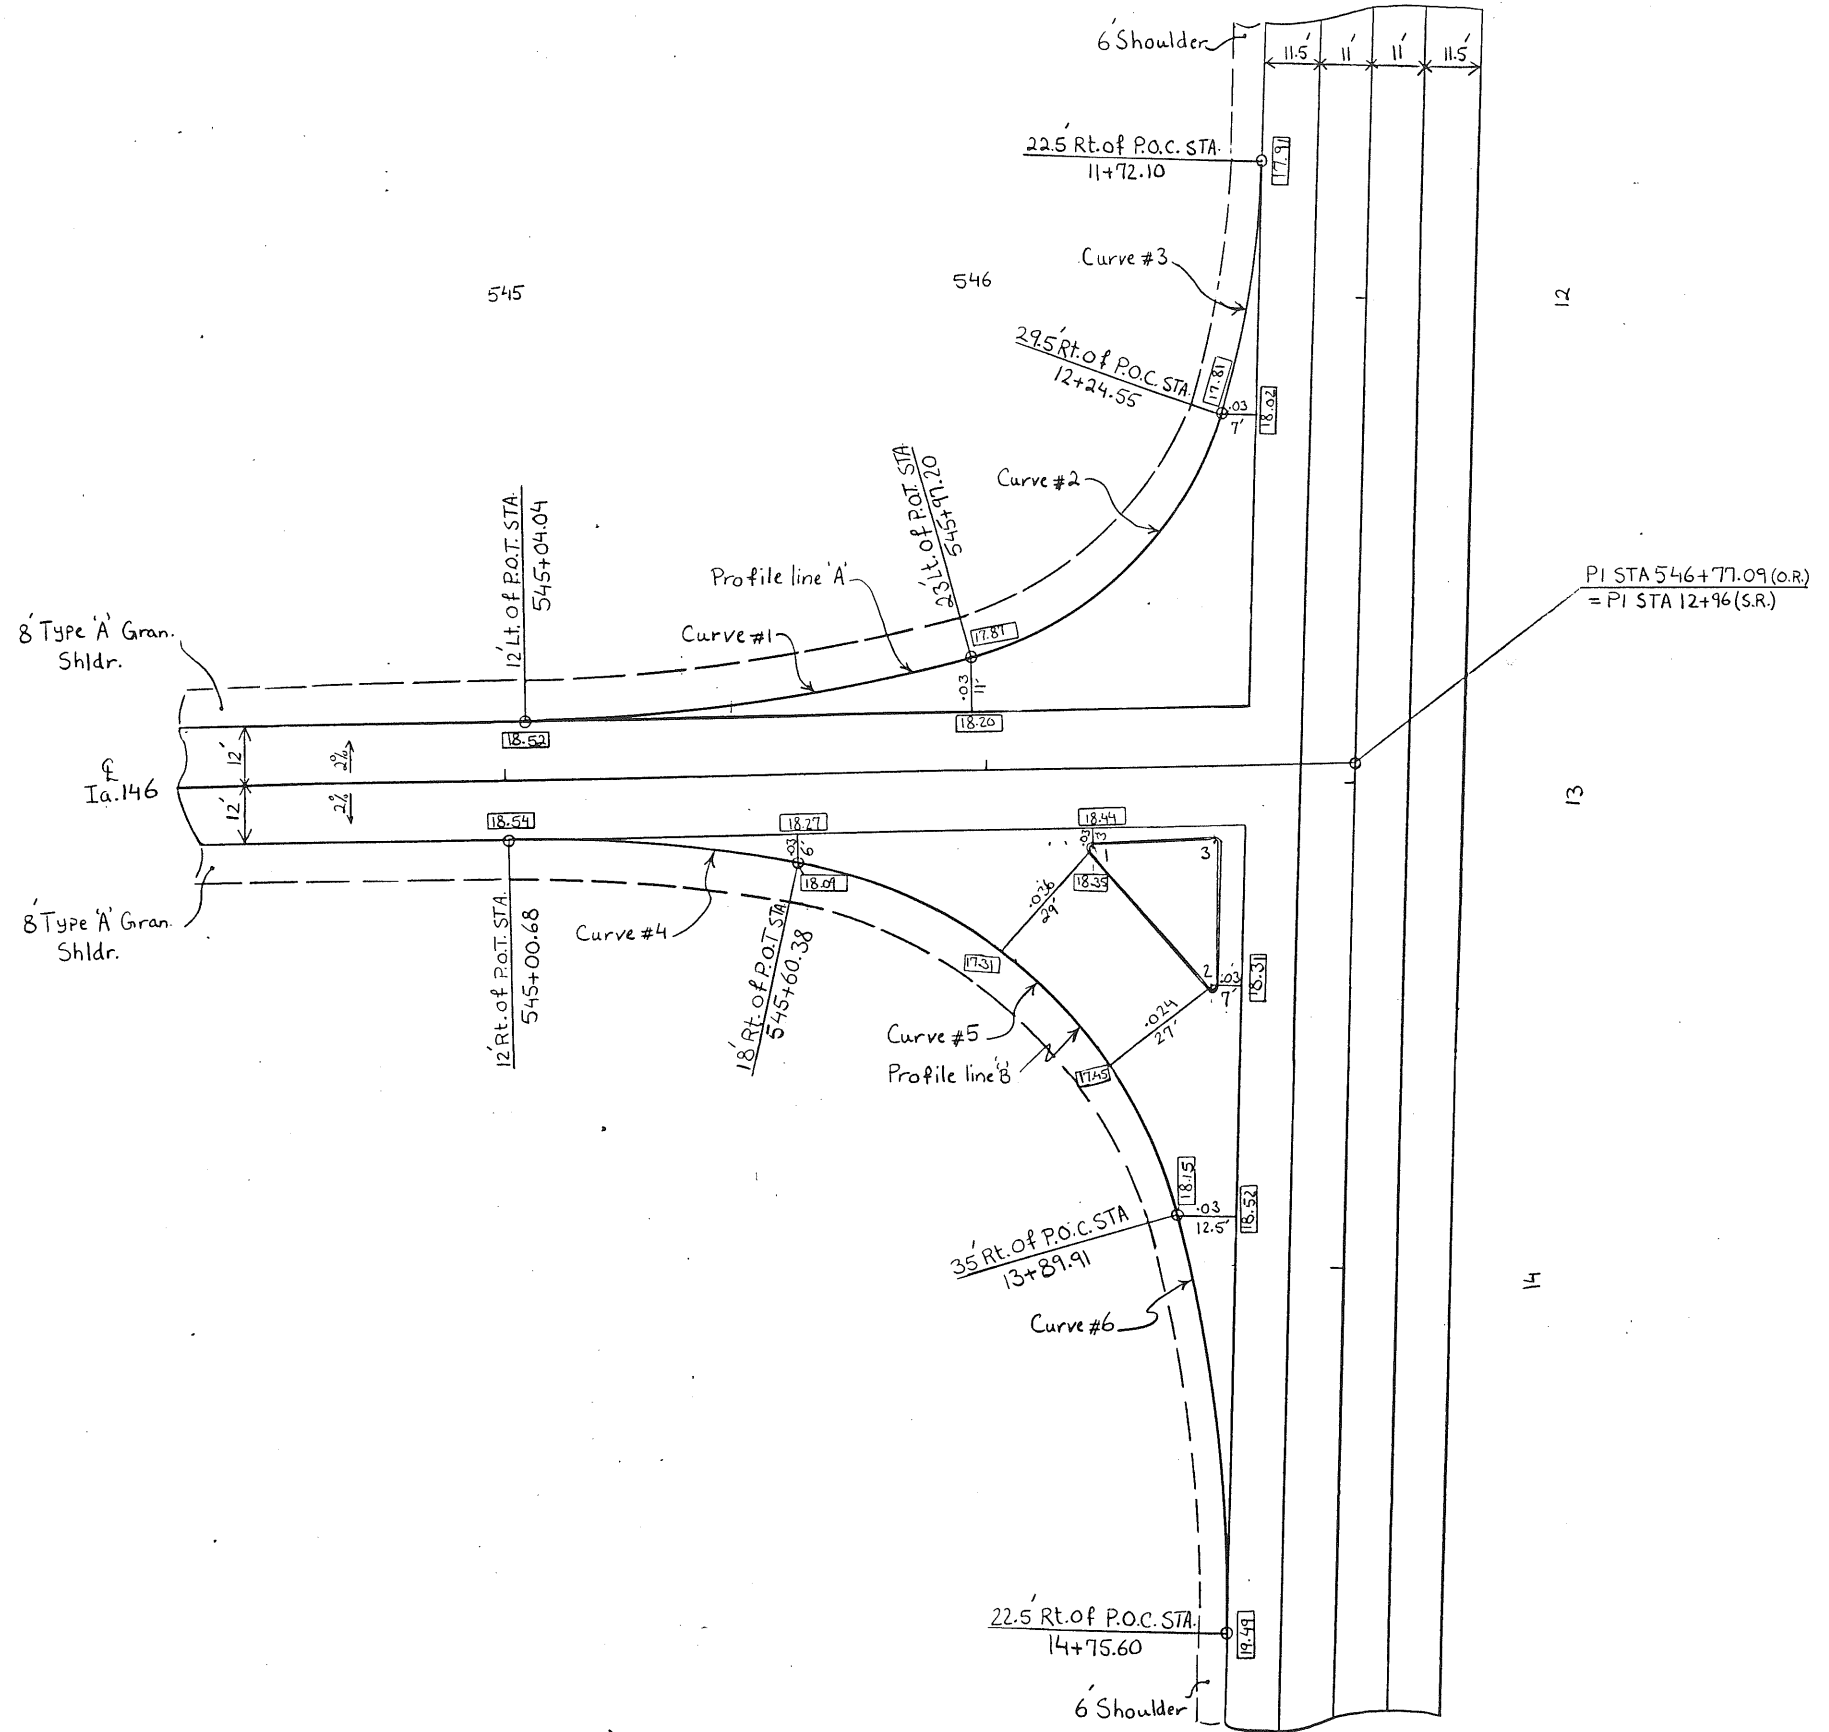 6' Shoulder
11.5' 11' 11' 11.5'
22.5' Rt. of P.O.C. STA.
11+72.10
17.91
Curve #3
545
546
12
29.5' Rt. of P.O.C. STA.
12+24.55
17.81
.03
7'
18.02
Curve #2
23' Lt. of P.O.T. STA
545+97.20
12' Lt. of P.O.T. STA.
545+04.04
Profile line 'A'
PI STA 546+77.09 (O.R.)
= PI STA 12+96 (S.R.)
8' Type 'A' Gran.
Shldr.
Curve #1
17.87
.03
11'
18.20
18.52
12'
2%
℄
Ia. 146
12'
2%
13
18.54
18.27
18.44
.03
6'
18.09
.03
3'
1
18.35
3
.036
29'
2
.03
7'
18.31
8' Type 'A' Gran.
Shldr.
12' Rt. of P.O.T. STA.
545+00.68
Curve #4
18' Rt. of P.O.T STA.
545+60.38
17.31
.024
27'
Curve #5
Profile line 'B'
17.45
18.15
.03
12.5'
18.52
35' Rt. of P.O.C. STA
13+89.91
14
Curve #6
22.5' Rt. of P.O.C. STA.
14+75.60
19.49
6' Shoulder